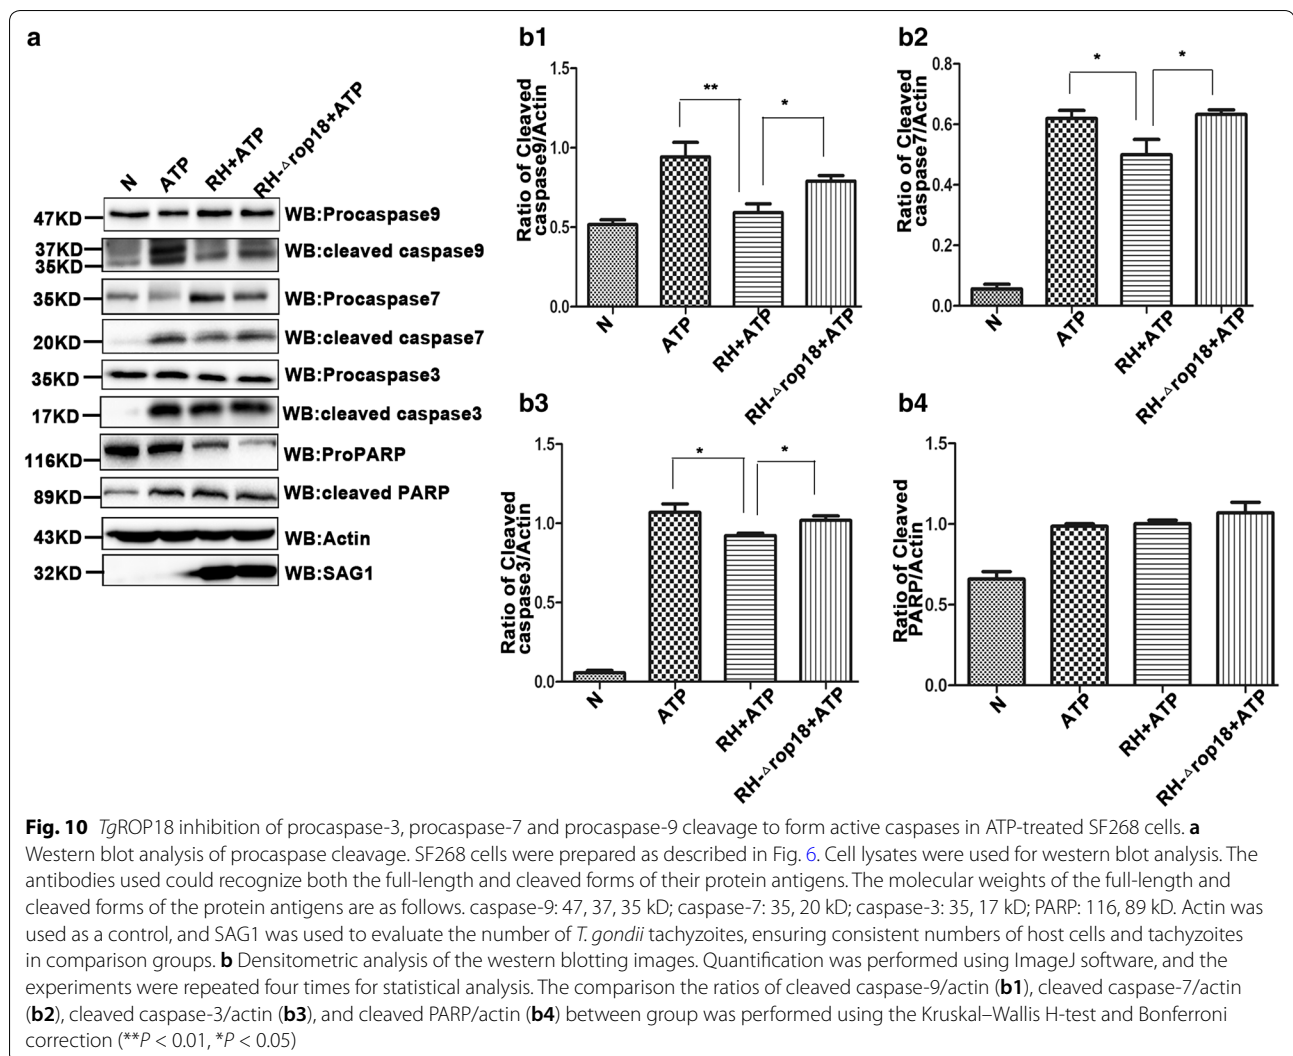 a
N
ATP
RH+ATP
RH-△rop18+ATP
47KD
WB:Procaspase9
37KD
35KD
WB:cleaved caspase9
35KD
WB:Procaspase7
20KD
WB:cleaved caspase7
35KD
WB:Procaspase3
17KD
WB:cleaved caspase3
116KD
WB:ProPARP
89KD
WB:cleaved PARP
43KD
WB:Actin
32KD
WB:SAG1
b1
Ratio of Cleaved
caspase9/Actin
1.5
1.0
0.5
0.0
**
*
N
ATP
RH+ATP
RH-△rop18+ATP
b2
Ratio of Cleaved
caspase7/Actin
0.8
0.6
0.4
0.2
0.0
*
*
N
ATP
RH+ATP
RH-△rop18+ATP
b3
Ratio of Cleaved
caspase3/Actin
1.5
1.0
0.5
0.0
*
*
N
ATP
RH+ATP
RH-△rop18+ATP
b4
Ratio of Cleaved
PARP/Actin
1.5
1.0
0.5
0.0
N
ATP
RH+ATP
RH-△rop18+ATP
Fig. 10 TgROP18 inhibition of procaspase-3, procaspase-7 and procaspase-9 cleavage to form active caspases in ATP-treated SF268 cells. a
Western blot analysis of procaspase cleavage. SF268 cells were prepared as described in Fig. 6. Cell lysates were used for western blot analysis. The
antibodies used could recognize both the full-length and cleaved forms of their protein antigens. The molecular weights of the full-length and
cleaved forms of the protein antigens are as follows. caspase-9: 47, 37, 35 kD; caspase-7: 35, 20 kD; caspase-3: 35, 17 kD; PARP: 116, 89 kD. Actin was
used as a control, and SAG1 was used to evaluate the number of T. gondii tachyzoites, ensuring consistent numbers of host cells and tachyzoites
in comparison groups. b Densitometric analysis of the western blotting images. Quantification was performed using ImageJ software, and the
experiments were repeated four times for statistical analysis. The comparison the ratios of cleaved caspase-9/actin (b1), cleaved caspase-7/actin
(b2), cleaved caspase-3/actin (b3), and cleaved PARP/actin (b4) between group was performed using the Kruskal–Wallis H-test and Bonferroni
correction (**P < 0.01, *P < 0.05)